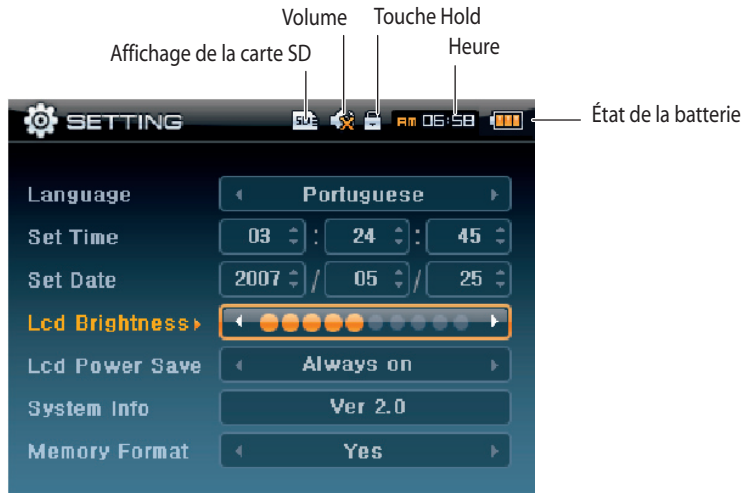 Volume Touche Hold
Affichage de la carte SD Heure
SETTING AM 06:58 État de la batterie
Language Portuguese
Set Time 03 : 24 : 45
Set Date 2007 / 05 / 25
Lcd Brightness
Lcd Power Save Always on
System Info Ver 2.0
Memory Format Yes